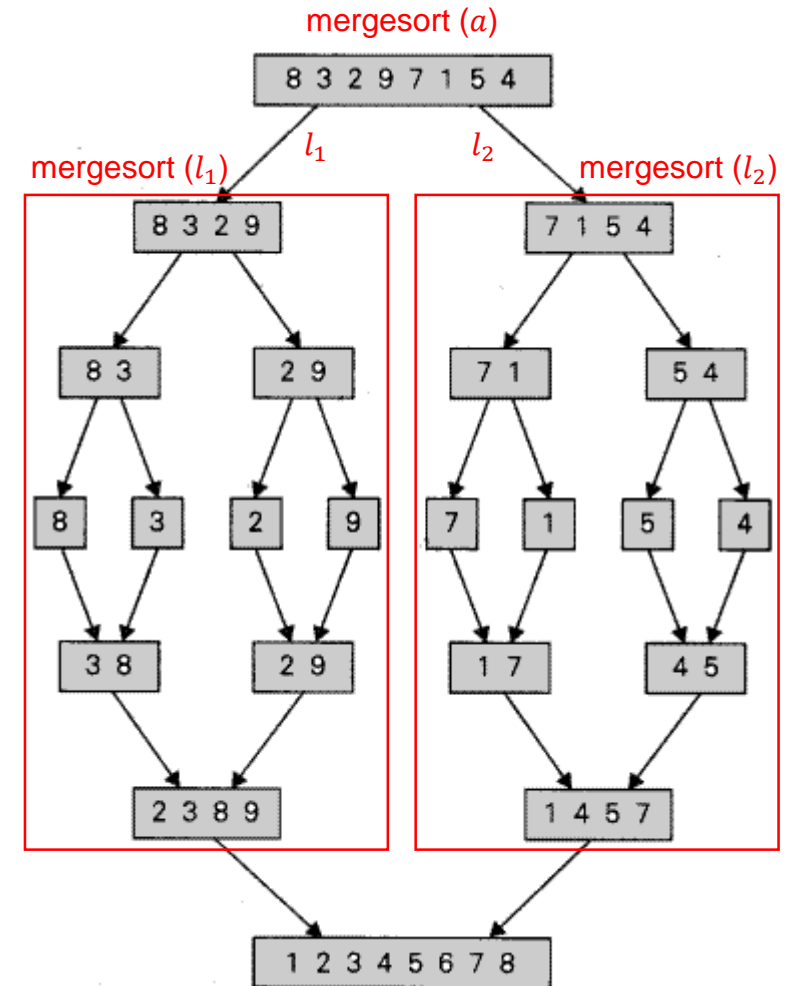 mergesort (a)
8 3 2 9 7 1 5 4
l₁ l₂
mergesort (l₁) mergesort (l₂)
8 3 2 9 7 1 5 4
8 3 2 9 7 1 5 4
8 3 2 9 7 1 5 4
3 8 2 9 1 7 4 5
2 3 8 9 1 4 5 7
1 2 3 4 5 6 7 8